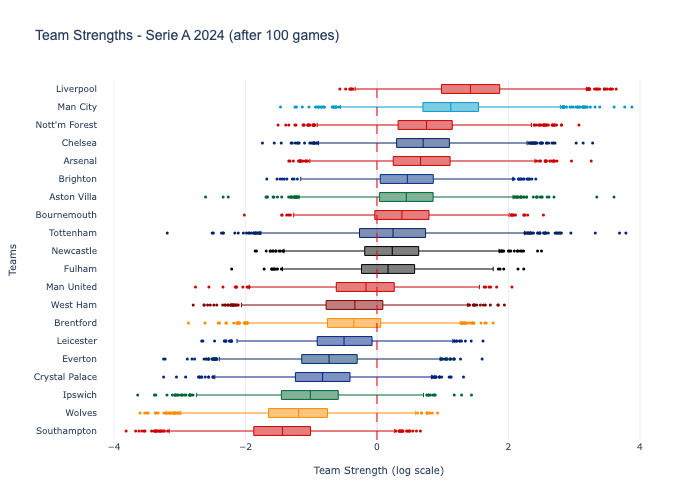 Team Strengths - Serie A 2024 (after 100 games)
Liverpool
Man City
Nott'm Forest
Chelsea
Arsenal
Brighton
Aston Villa
Bournemouth
Tottenham
Newcastle
Fulham
Man United
West Ham
Brentford
Leicester
Everton
Crystal Palace
Ipswich
Wolves
Southampton
Teams
−4 −2 0 2 4
Team Strength (log scale)